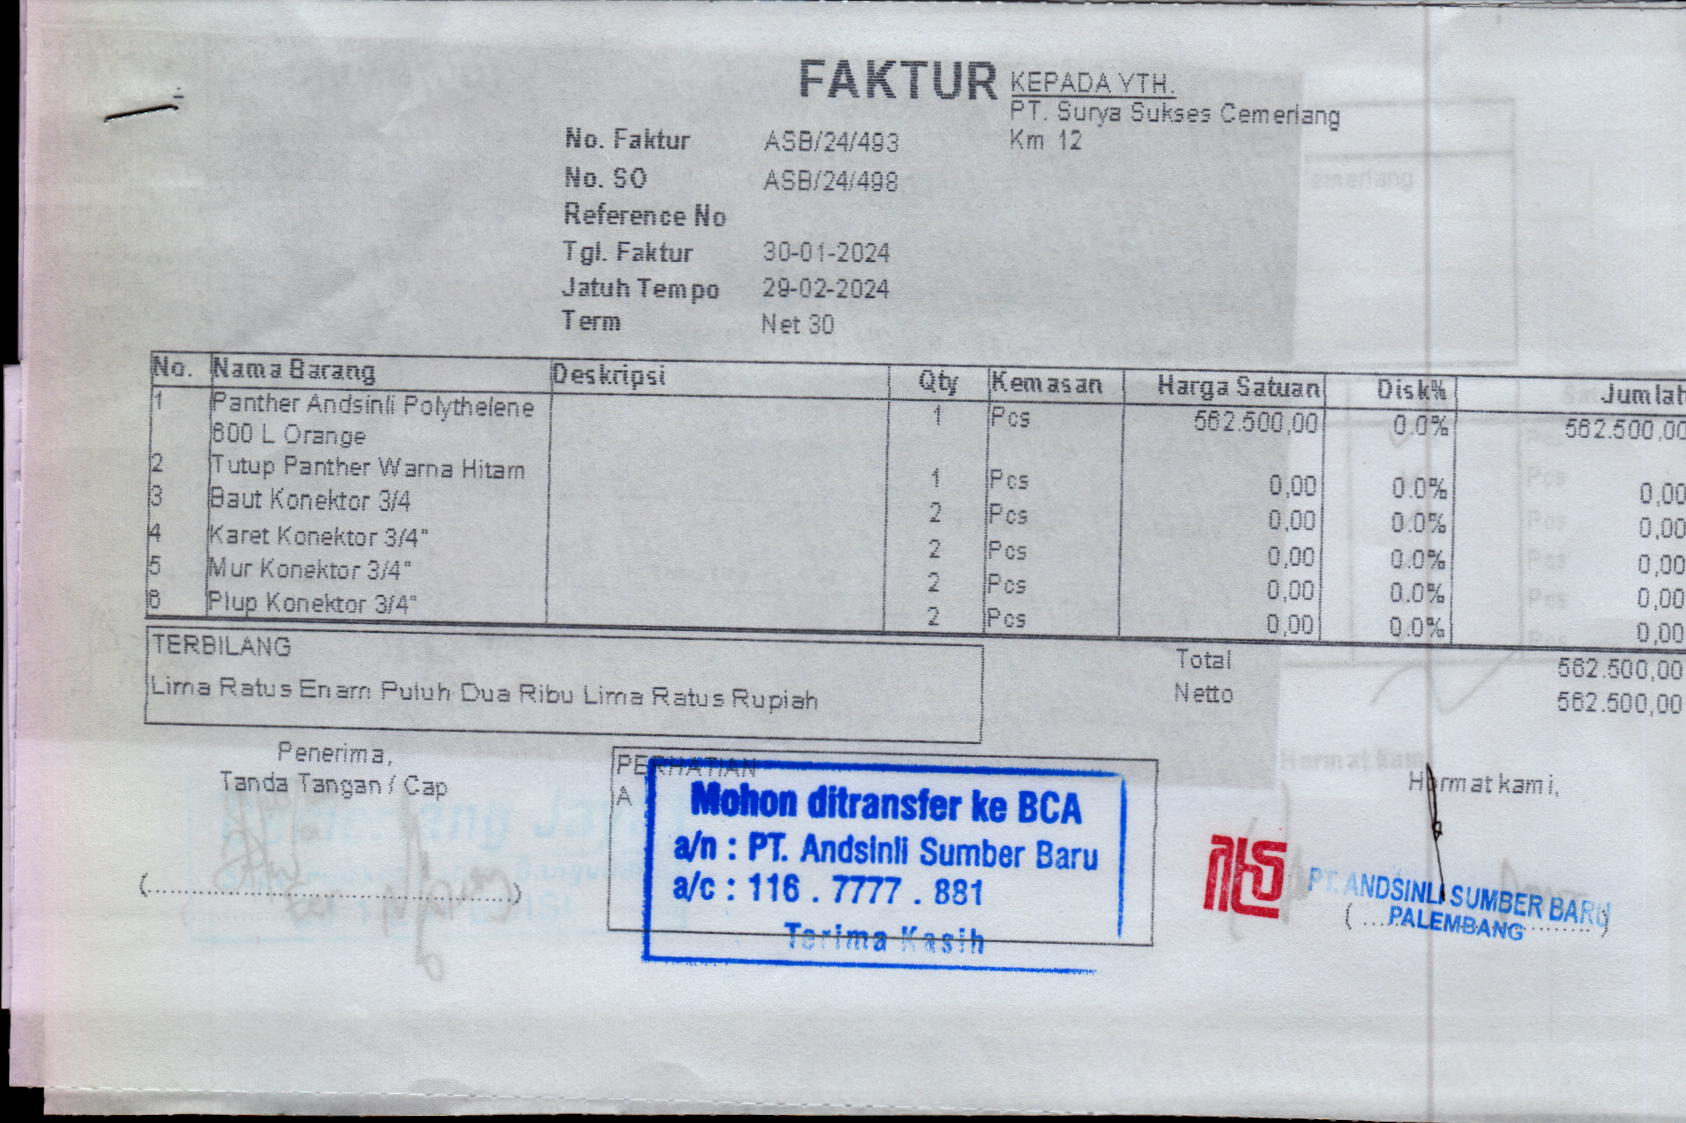 FAKTUR
KEPADA YTH.
PT. Surya Sukses Cemerlang
Km 12
No. Faktur ASB/24/493
No. SO ASB/24/498
Reference No
Tgl. Faktur 30-01-2024
Jatuh Tempo 29-02-2024
Term Net 30
No. Nama Barang Deskripsi Qty Kemasan Harga Satuan Disk% Jumlah
1 Panther Andsinli Polythelene 1 Pcs 562.500,00 0.0% 562.500,00
600 L Orange
2 Tutup Panther Warna Hitam 1 Pcs 0,00 0.0% 0,00
3 Baut Konektor 3/4 2 Pcs 0,00 0.0% 0,00
4 Karet Konektor 3/4" 2 Pcs 0,00 0.0% 0,00
5 Mur Konektor 3/4" 2 Pcs 0,00 0.0% 0,00
6 Plup Konektor 3/4" 2 Pcs 0,00 0.0% 0,00
TERBILANG
Lima Ratus Enam Puluh Dua Ribu Lima Ratus Rupiah
Total 562.500,00
Netto 562.500,00
Penerima,
Tanda Tangan / Cap
PERHATIAN
A
Mohon ditransfer ke BCA
a/n : PT. Andsinli Sumber Baru
a/c : 116 . 7777 . 881
Terima Kasih
Hormat kami,
PT. ANDSINLI SUMBER BARU
PALEMBANG